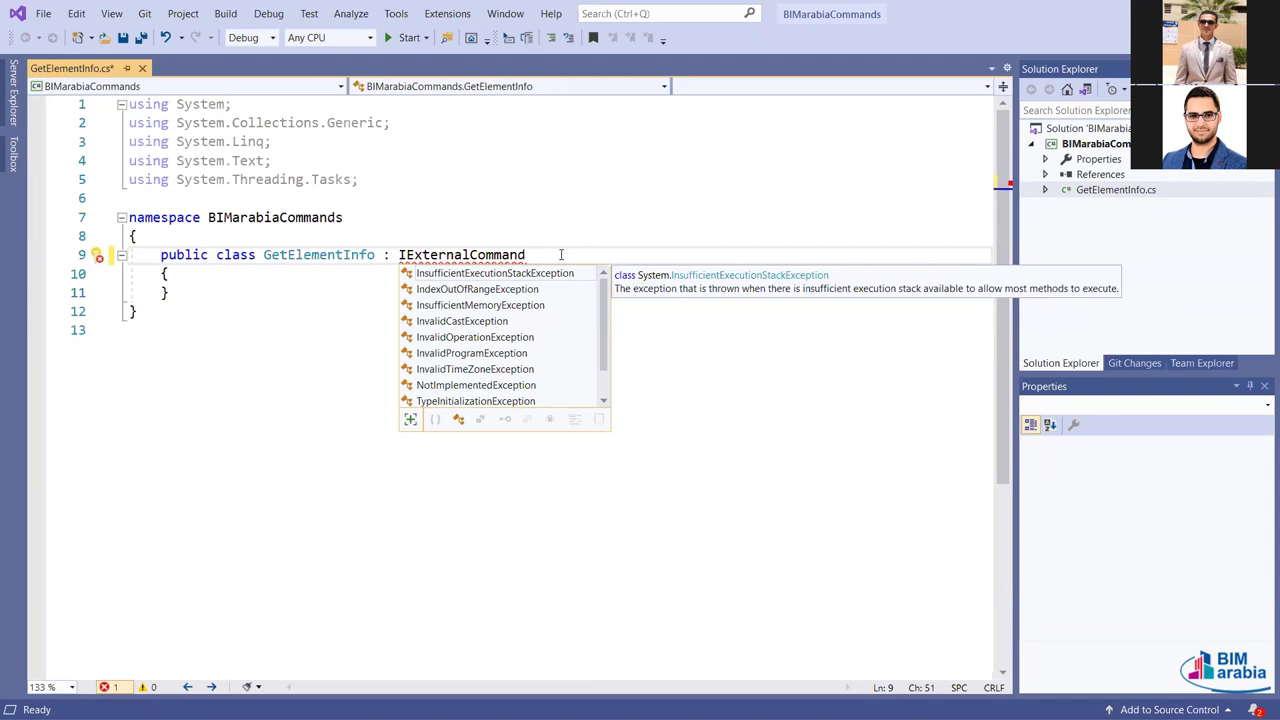 File Edit View Git Project Build Debug Test Analyze Tools Extensions Window Help Search (Ctrl+Q) BIMarabiaCommands
Debug Any CPU Start
Server Explorer
Toolbox
GetElementInfo.cs*
BIMarabiaCommands BIMarabiaCommands.GetElementInfo
1 using System;
2 using System.Collections.Generic;
3 using System.Linq;
4 using System.Text;
5 using System.Threading.Tasks;
6
7 namespace BIMarabiaCommands
8 {
9 public class GetElementInfo : IExternalCommand
10 {
11 }
12 }
13
InsufficientExecutionStackException
IndexOutOfRangeException
InsufficientMemoryException
InvalidCastException
InvalidOperationException
InvalidProgramException
InvalidTimeZoneException
NotImplementedException
TypeInitializationException
class System.InsufficientExecutionStackException
The exception that is thrown when there is insufficient execution stack available to allow most methods to execute.
Solution Explorer
Search Solution Explorer
Solution 'BIMarabia
BIMarabiaCom
Properties
References
GetElementInfo.cs
Solution Explorer Git Changes Team Explorer
Properties
BIM
arabia
133 % 1 0 Ln: 9 Ch: 51 SPC CRLF
Ready Add to Source Control 2